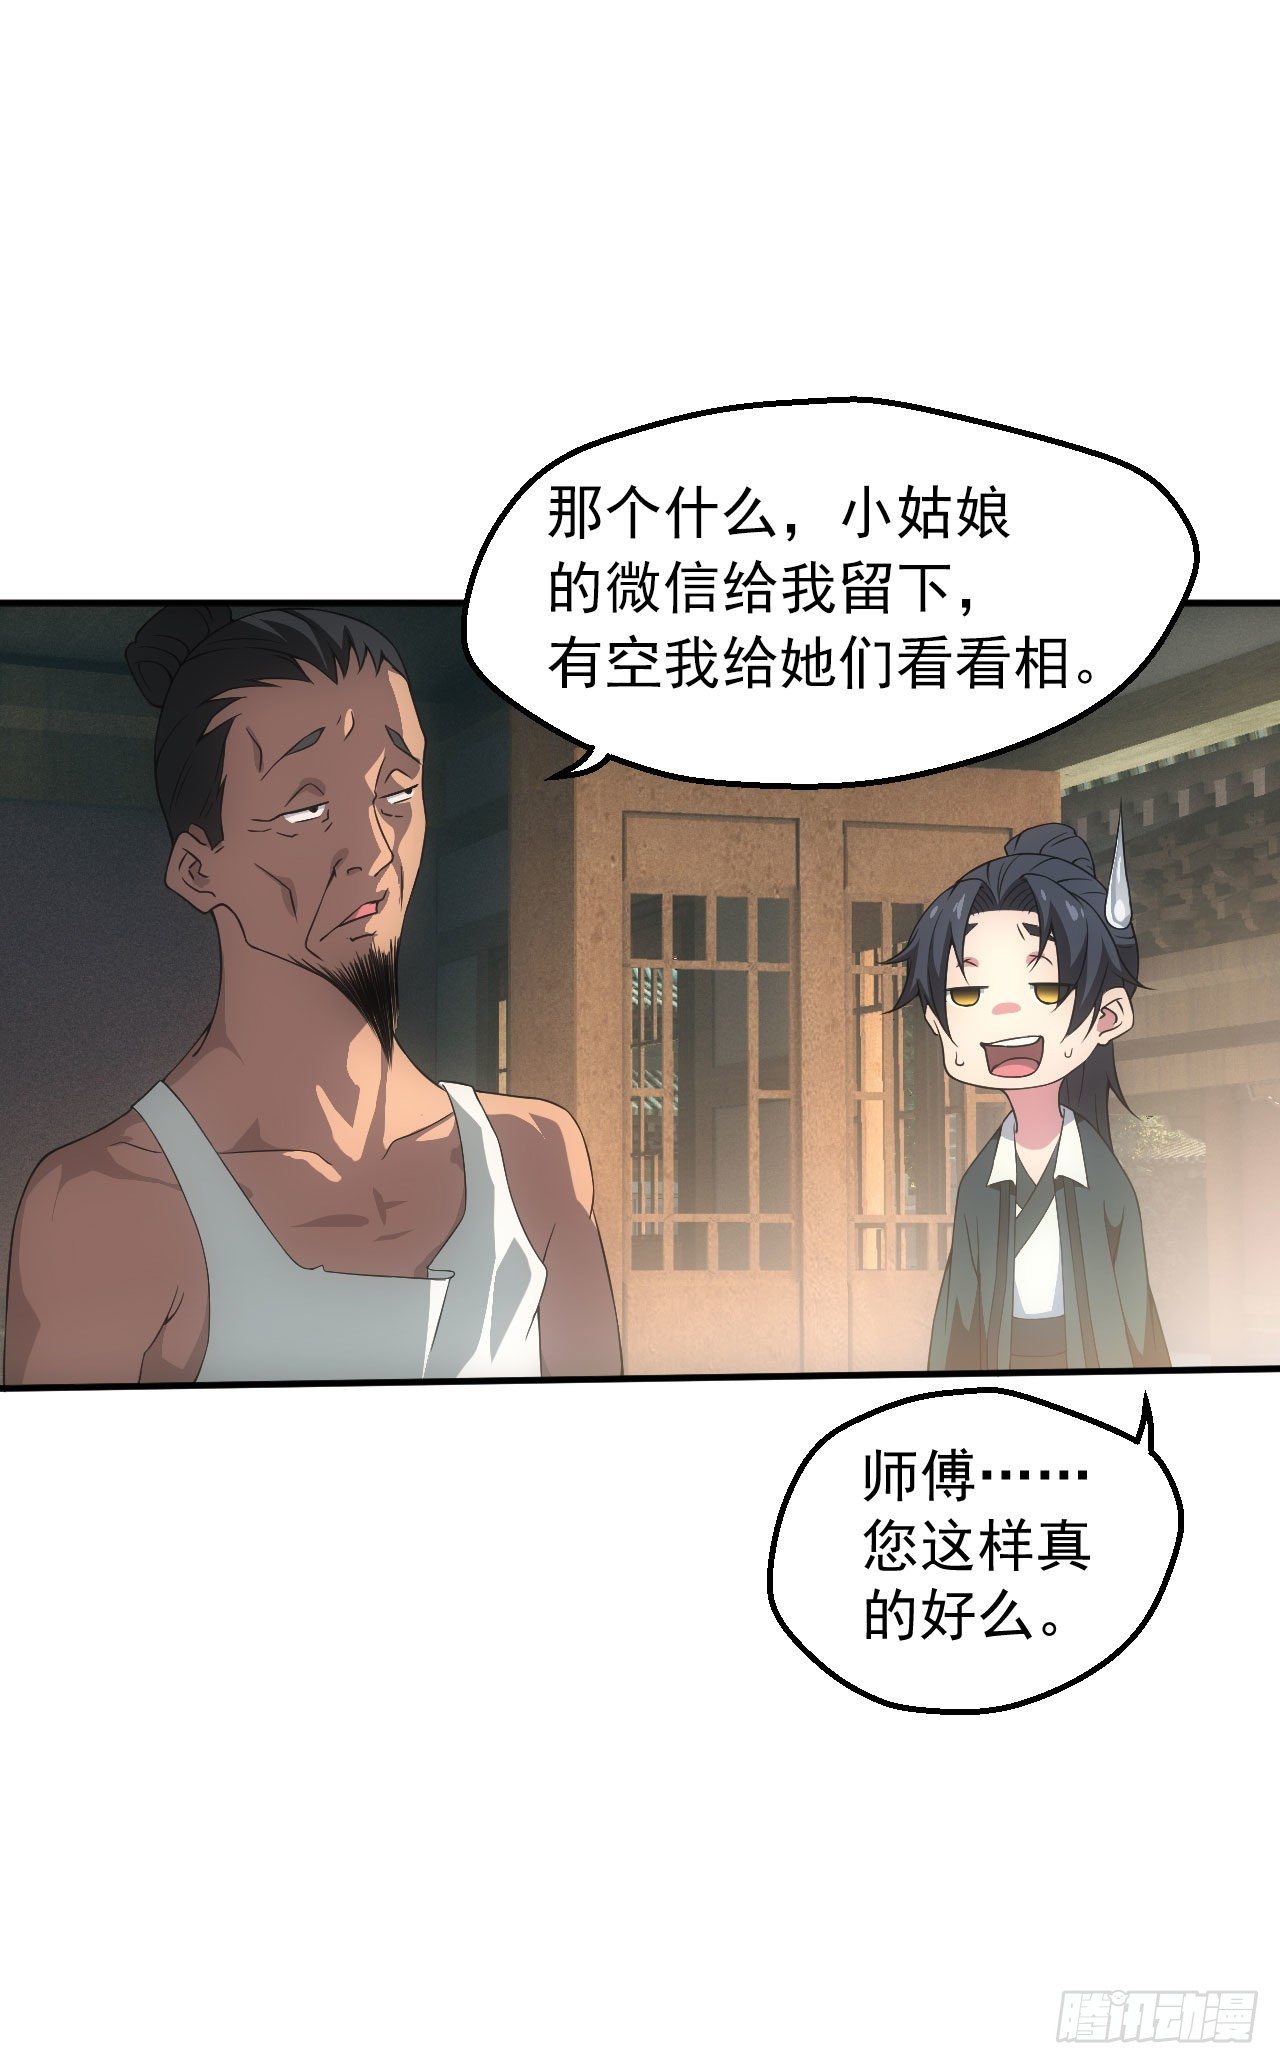 那个什么，小姑娘
的微信给我留下，
有空我给她们看看相。
师傅……
您这样真
的好么。
腾讯动漫